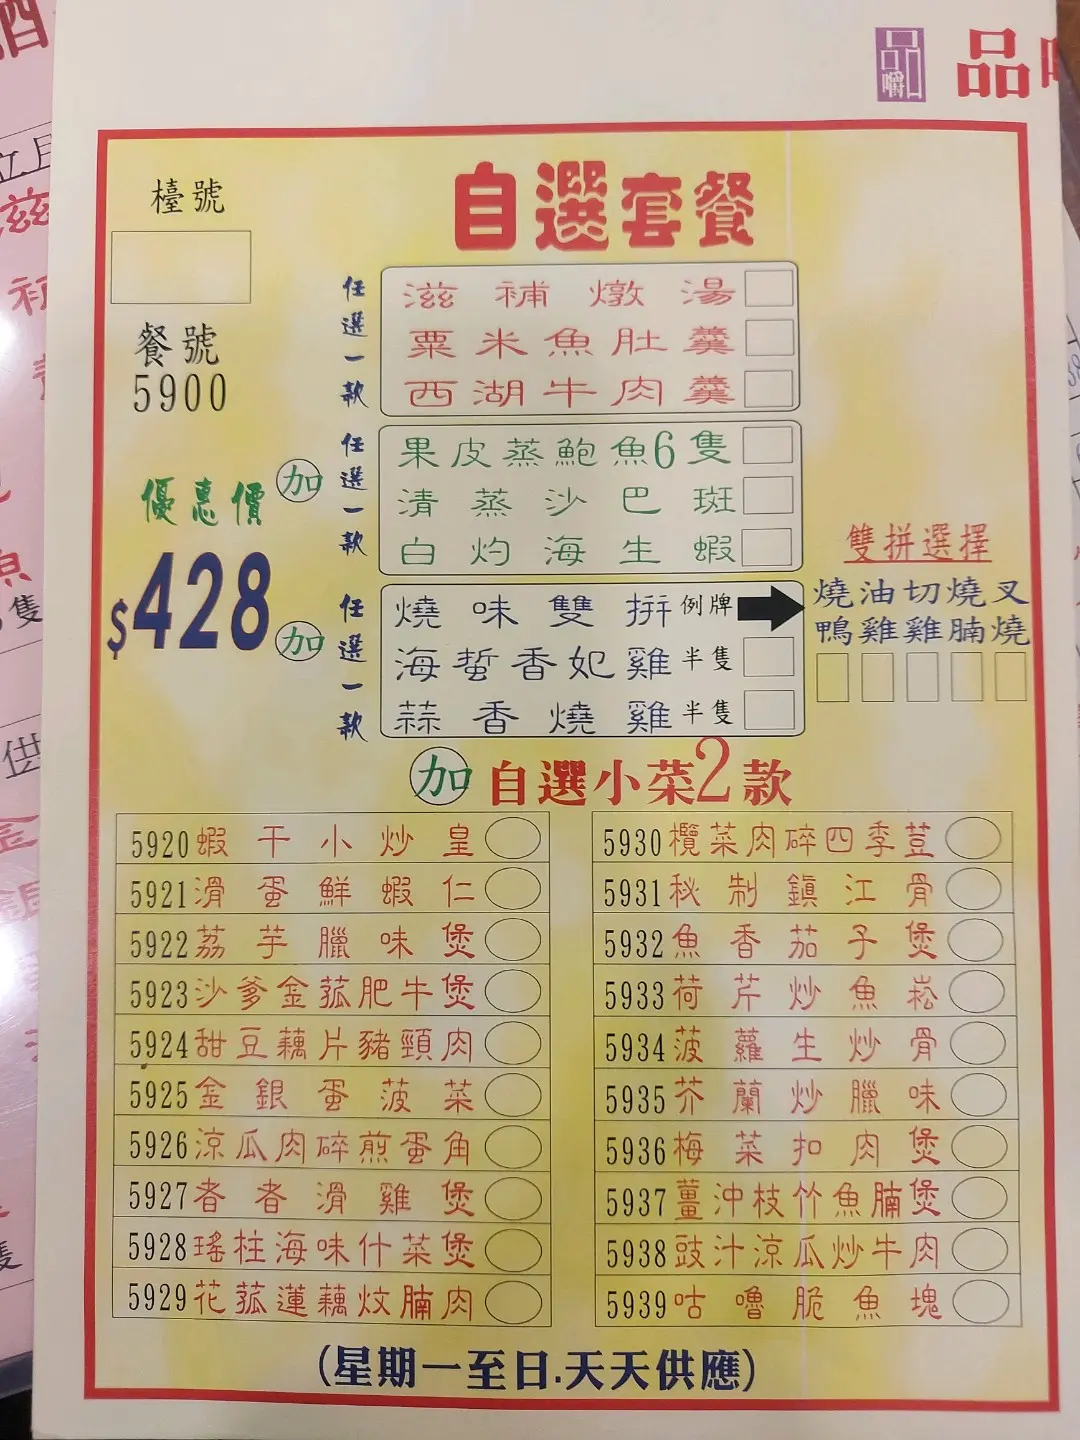 品嚐
品
檯號
自選套餐
餐號
5900
任選一款
滋補燉湯
粟米魚肚羹
西湖牛肉羹
加
任選一款
果皮蒸鮑魚6隻
清蒸沙巴斑
白灼海生蝦
優惠價
$428
加
任選一款
燒味雙拼例牌
海蜇香妃雞半隻
蒜香燒雞半隻
雙拼選擇
燒油切燒叉
鴨雞雞腩燒
加自選小菜2款
5920蝦干小炒皇
5921滑蛋鮮蝦仁
5922荔芋臘味煲
5923沙爹金菰肥牛煲
5924甜豆藕片豬頸肉
5925金銀蛋菠菜
5926涼瓜肉碎煎蛋角
5927者者滑雞煲
5928瑤柱海味什菜煲
5929花菰蓮藕炆腩肉
5930欖菜肉碎四季荳
5931秘制鎮江骨
5932魚香茄子煲
5933荷芹炒魚崧
5934菠蘿生炒骨
5935芥蘭炒臘味
5936梅菜扣肉煲
5937薑沖枝竹魚腩煲
5938豉汁涼瓜炒牛肉
5939咕嚕脆魚塊
(星期一至日.天天供應)